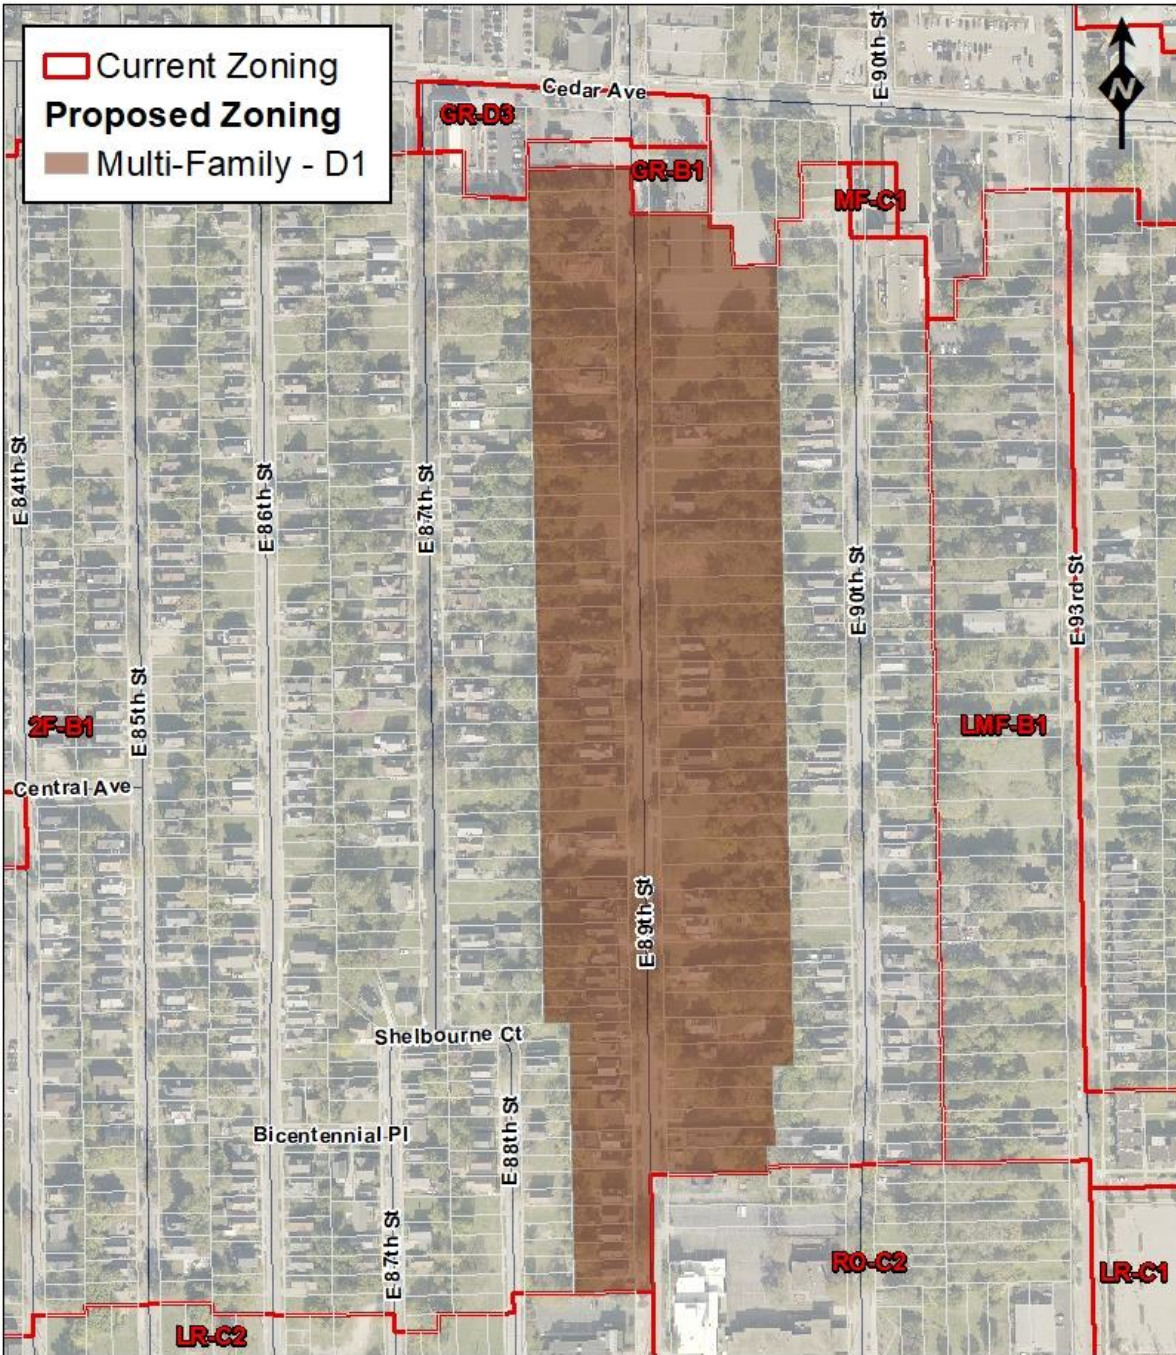 Current Zoning
Proposed Zoning
Multi-Family - D1
N
E 90th St
Cedar Ave
GR-D3
GR-B1
MF-C1
E 84th St
E 86th St
E 87th St
E 90th St
E 93rd St
E 85th St
2F-B1
LMF-B1
Central Ave
E 89th St
Shelbourne Ct
Bicentennial Pl
E 88th St
E 87th St
RO-C2
LR-C1
LR-C2